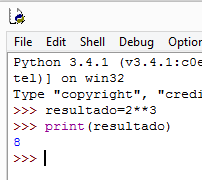 File Edit Shell Debug Option
Python 3.4.1 (v3.4.1:c0e
tel)] on win32
Type "copyright", "credi
>>> resultado=2**3
>>> print(resultado)
8
>>>